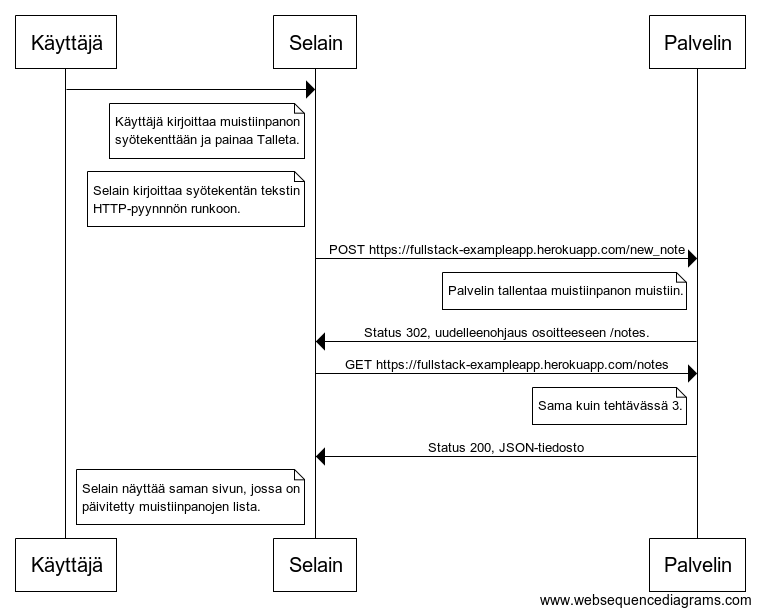 Käyttäjä
Selain
Palvelin
Käyttäjä kirjoittaa muistiinpanon
syötekenttään ja painaa Talleta.
Selain kirjoittaa syötekentän tekstin
HTTP-pyynnnön runkoon.
POST https://fullstack-exampleapp.herokuapp.com/new_note
Palvelin tallentaa muistiinpanon muistiin.
Status 302, uudelleenohjaus osoitteeseen /notes.
GET https://fullstack-exampleapp.herokuapp.com/notes
Sama kuin tehtävässä 3.
Status 200, JSON-tiedosto
Selain näyttää saman sivun, jossa on
päivitetty muistiinpanojen lista.
Käyttäjä
Selain
Palvelin
www.websequencediagrams.com